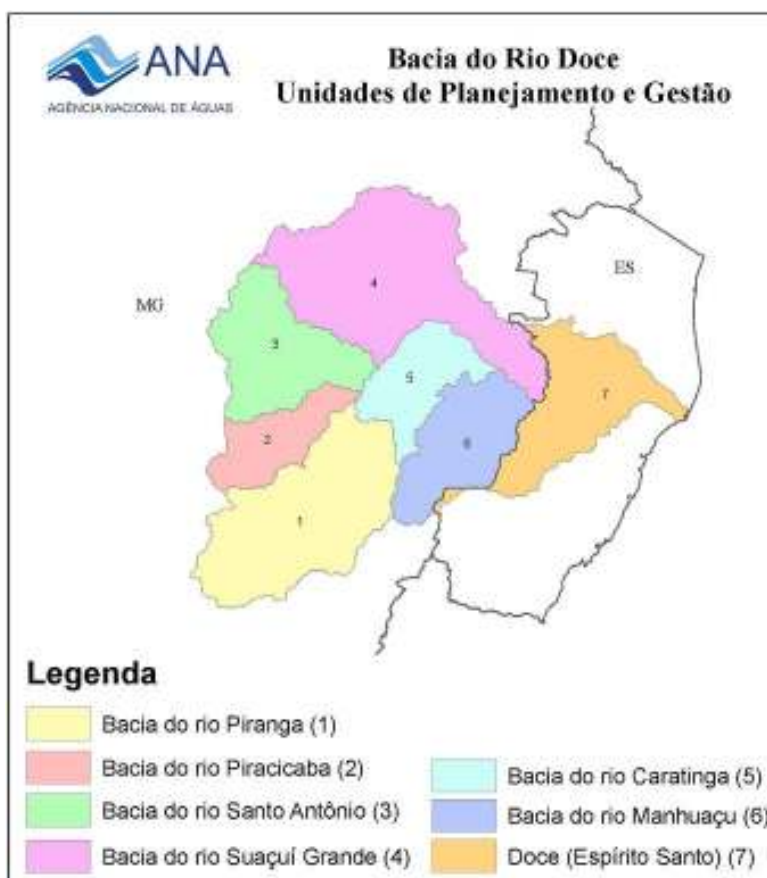 ANA
AGÊNCIA NACIONAL DE ÁGUAS
Bacia do Rio Doce
Unidades de Planejamento e Gestão
ES
MG
4
3
5
7
2
6
1
Legenda
Bacia do rio Piranga (1)
Bacia do rio Piracicaba (2)
Bacia do rio Santo Antônio (3)
Bacia do rio Suaçuí Grande (4)
Bacia do rio Caratinga (5)
Bacia do rio Manhuaçu (6)
Doce (Espírito Santo) (7)